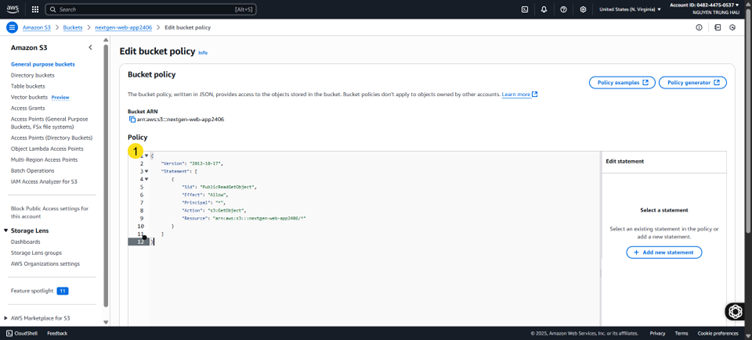 aws
Search
[Alt+S]
United States (N. Virginia)
Account ID: 0482-4475-0537
NGUYEN TRUNG HAU
Amazon S3 > Buckets > nextgen-web-app2406 > Edit bucket policy
Amazon S3
General purpose buckets
Directory buckets
Table buckets
Vector buckets Preview
Access Grants
Access Points (General Purpose Buckets, FSx file systems)
Access Points (Directory Buckets)
Object Lambda Access Points
Multi-Region Access Points
Batch Operations
IAM Access Analyzer for S3
Block Public Access settings for this account
Storage Lens
Dashboards
Storage Lens groups
AWS Organizations settings
Feature spotlight 11
AWS Marketplace for S3
Edit bucket policy Info
Bucket policy
Policy examples
Policy generator
The bucket policy, written in JSON, provides access to the objects stored in the bucket. Bucket policies don't apply to objects owned by other accounts. Learn more
Bucket ARN
arn:aws:s3:::nextgen-web-app2406
Policy
1 {
2 "Version": "2012-10-17",
3 "Statement": [
4 {
5 "Sid": "PublicReadGetObject",
6 "Effect": "Allow",
7 "Principal": "*",
8 "Action": "s3:GetObject",
9 "Resource": "arn:aws:s3:::nextgen-web-app2406/*"
10 }
11 ]
12 }
Edit statement
Select a statement
Select an existing statement in the policy or add a new statement.
+ Add new statement
CloudShell
Feedback
© 2025, Amazon Web Services, Inc. or its affiliates.
Privacy
Terms
Cookie preferences